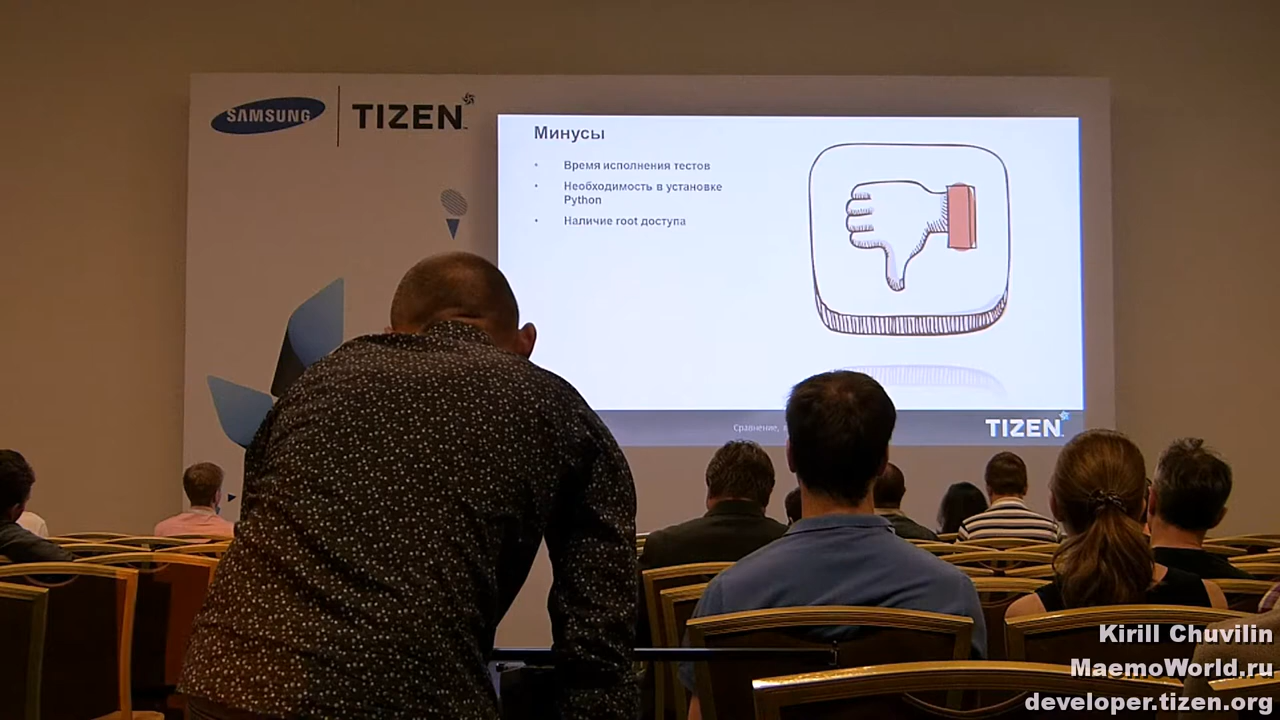 SAMSUNG
TIZEN
Минусы
• Время исполнения тестов
• Необходимость в установке
Python
• Наличие root доступа
Сравнение,
TIZEN
Kirill Chuvilin
MaemoWorld.ru
developer.tizen.org